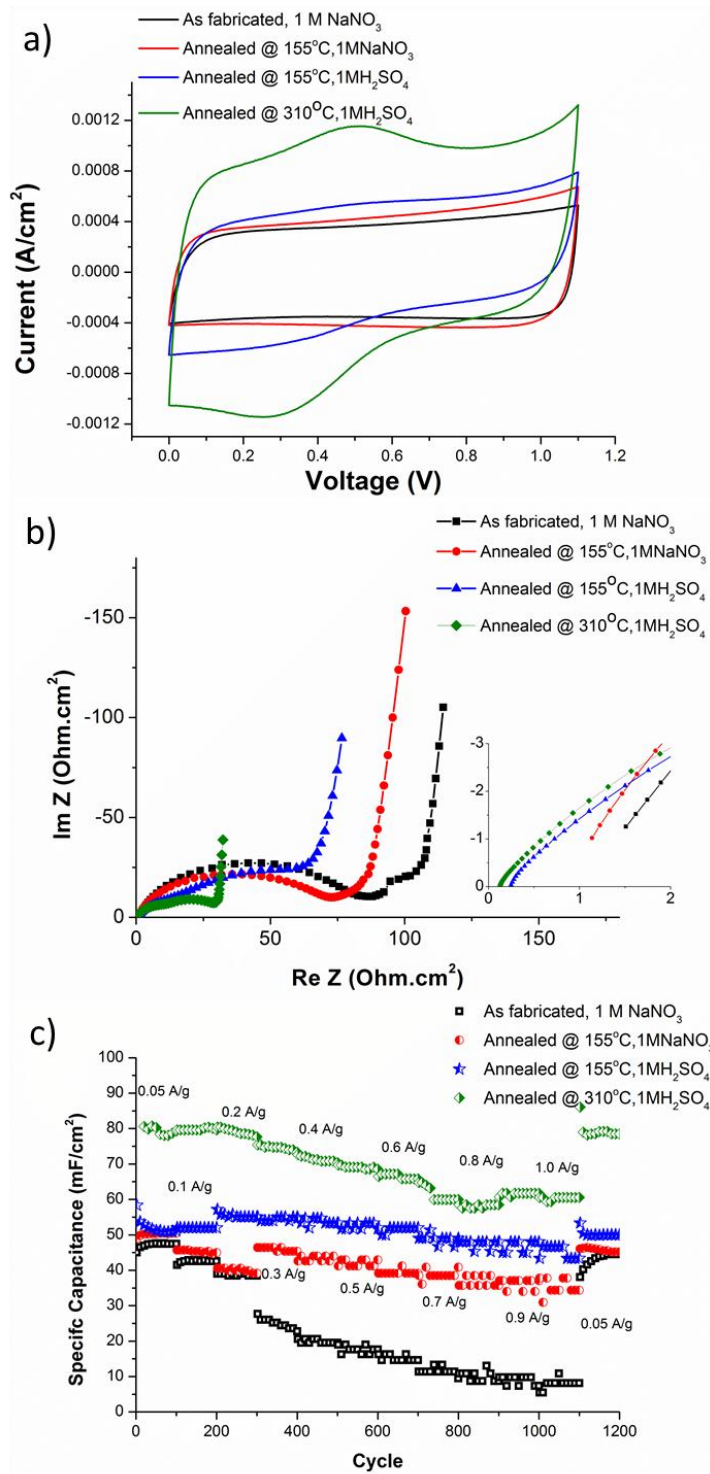 a)
As fabricated, 1 M NaNO₃
Annealed @ 155°C,1MNaNO₃
Annealed @ 155°C,1MH₂SO₄
Annealed @ 310°C,1MH₂SO₄
0.0012
0.0008
0.0004
0.0000
-0.0004
-0.0008
-0.0012
Current (A/cm²)
0.0 0.2 0.4 0.6 0.8 1.0 1.2
Voltage (V)
b)
As fabricated, 1 M NaNO₃
Annealed @ 155°C,1MNaNO₃
Annealed @ 155°C,1MH₂SO₄
Annealed @ 310°C,1MH₂SO₄
-150
-100
-50
0
Im Z (Ohm.cm²)
0 50 100 150
Re Z (Ohm.cm²)
-3
-2
-1
0
0 1 2
c)
As fabricated, 1 M NaNO₃
Annealed @ 155°C,1MNaNO₃
Annealed @ 155°C,1MH₂SO₄
Annealed @ 310°C,1MH₂SO₄
100
90
80
70
60
50
40
30
20
10
0
Specifc Capacitance (mF/cm²)
0.05 A/g
0.2 A/g
0.4 A/g
0.6 A/g
0.8 A/g
1.0 A/g
0.1 A/g
0.3 A/g
0.5 A/g
0.7 A/g
0.9 A/g
0.05 A/g
0 200 400 600 800 1000 1200
Cycle